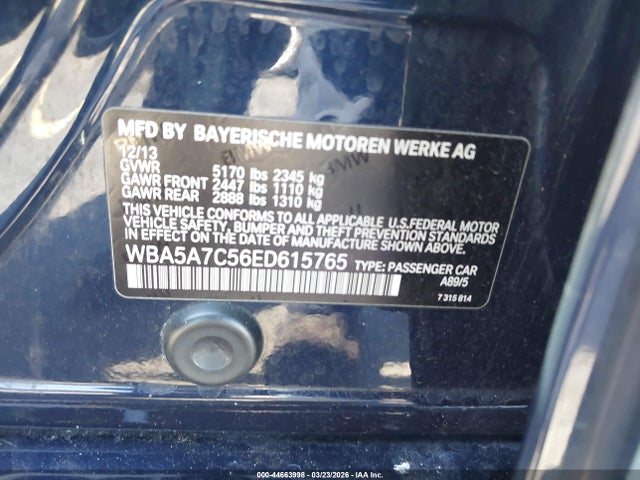 MFD BY BAYERISCHE MOTOREN WERKE AG
12/13
GVWR 5170 lbs 2345 kg
GAWR FRONT 2447 lbs 1110 kg
GAWR REAR 2888 lbs 1310 kg
THIS VEHICLE CONFORMS TO ALL APPLICABLE U.S.FEDERAL MOTOR
VEHICLE SAFETY, BUMPER AND THEFT PREVENTION STANDARDS
IN EFFECT ON THE DATE OF MANUFACTURE SHOWN ABOVE.
WBA5A7C56ED615765 TYPE: PASSENGER CAR
A89/5
7 315 814
000-44663998 - 03/23/2026 - IAA Inc.